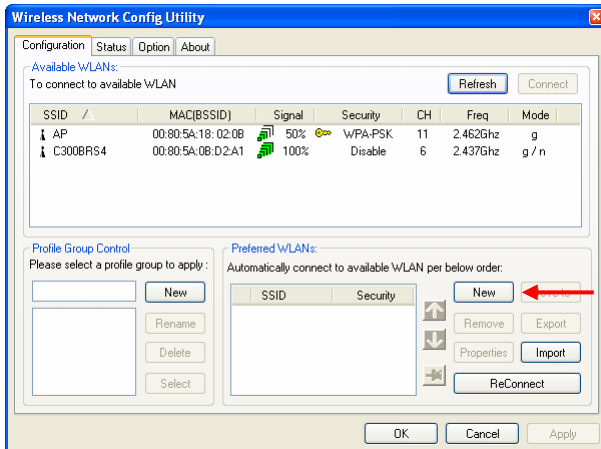 Wireless Network Config Utility
Configuration Status Option About
Available WLANs:
To connect to available WLAN Refresh Connect
SSID MAC(BSSID) Signal Security CH Freq Mode
AP 00:80:5A:18:02:0B 50% WPA-PSK 11 2.462Ghz g
C300BRS4 00:80:5A:0B:D2:A1 100% Disable 6 2.437Ghz g / n
Profile Group Control
Please select a profile group to apply :
New
Rename
Delete
Select
Preferred WLANs:
Automatically connect to available WLAN per below order:
SSID Security
New
Remove Export
Properties Import
ReConnect
OK Cancel Apply